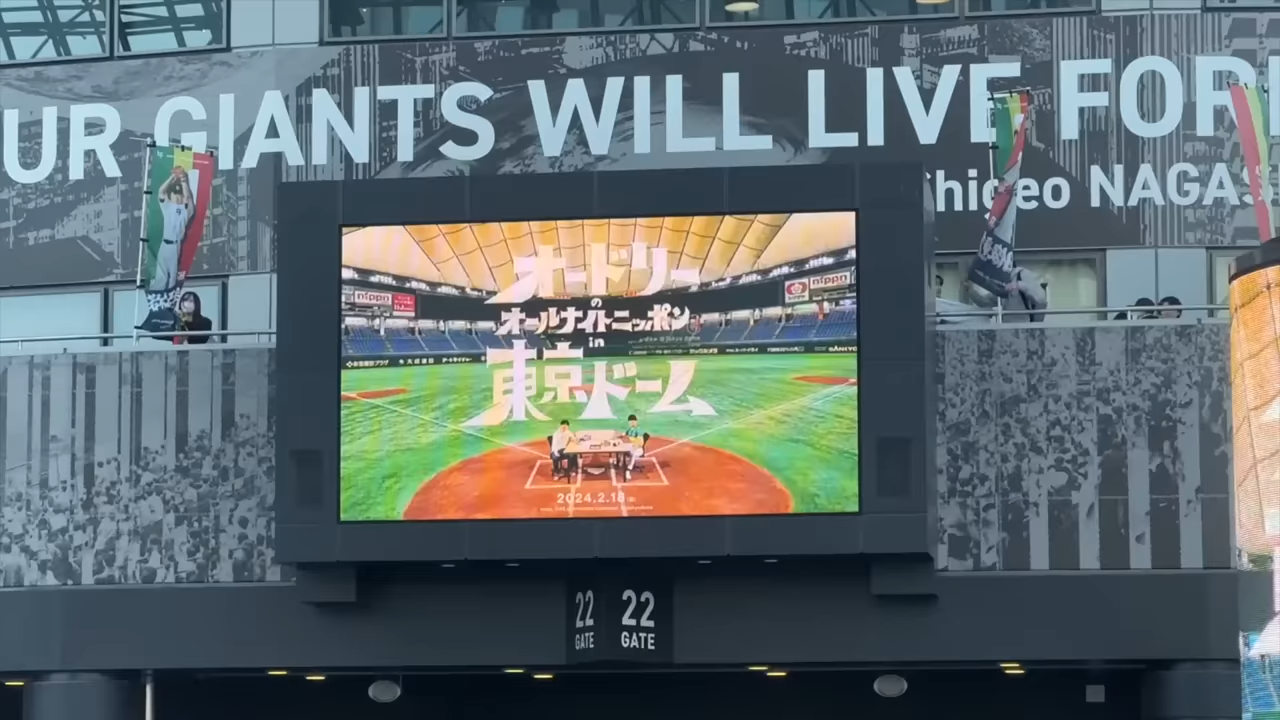 UR GIANTS WILL LIVE FOR
Shigeo NAGAS
オードリー
の
オールナイトニッポン
in
東京ドーム
nippn
nippn
2024.2.18
22
GATE
22
GATE